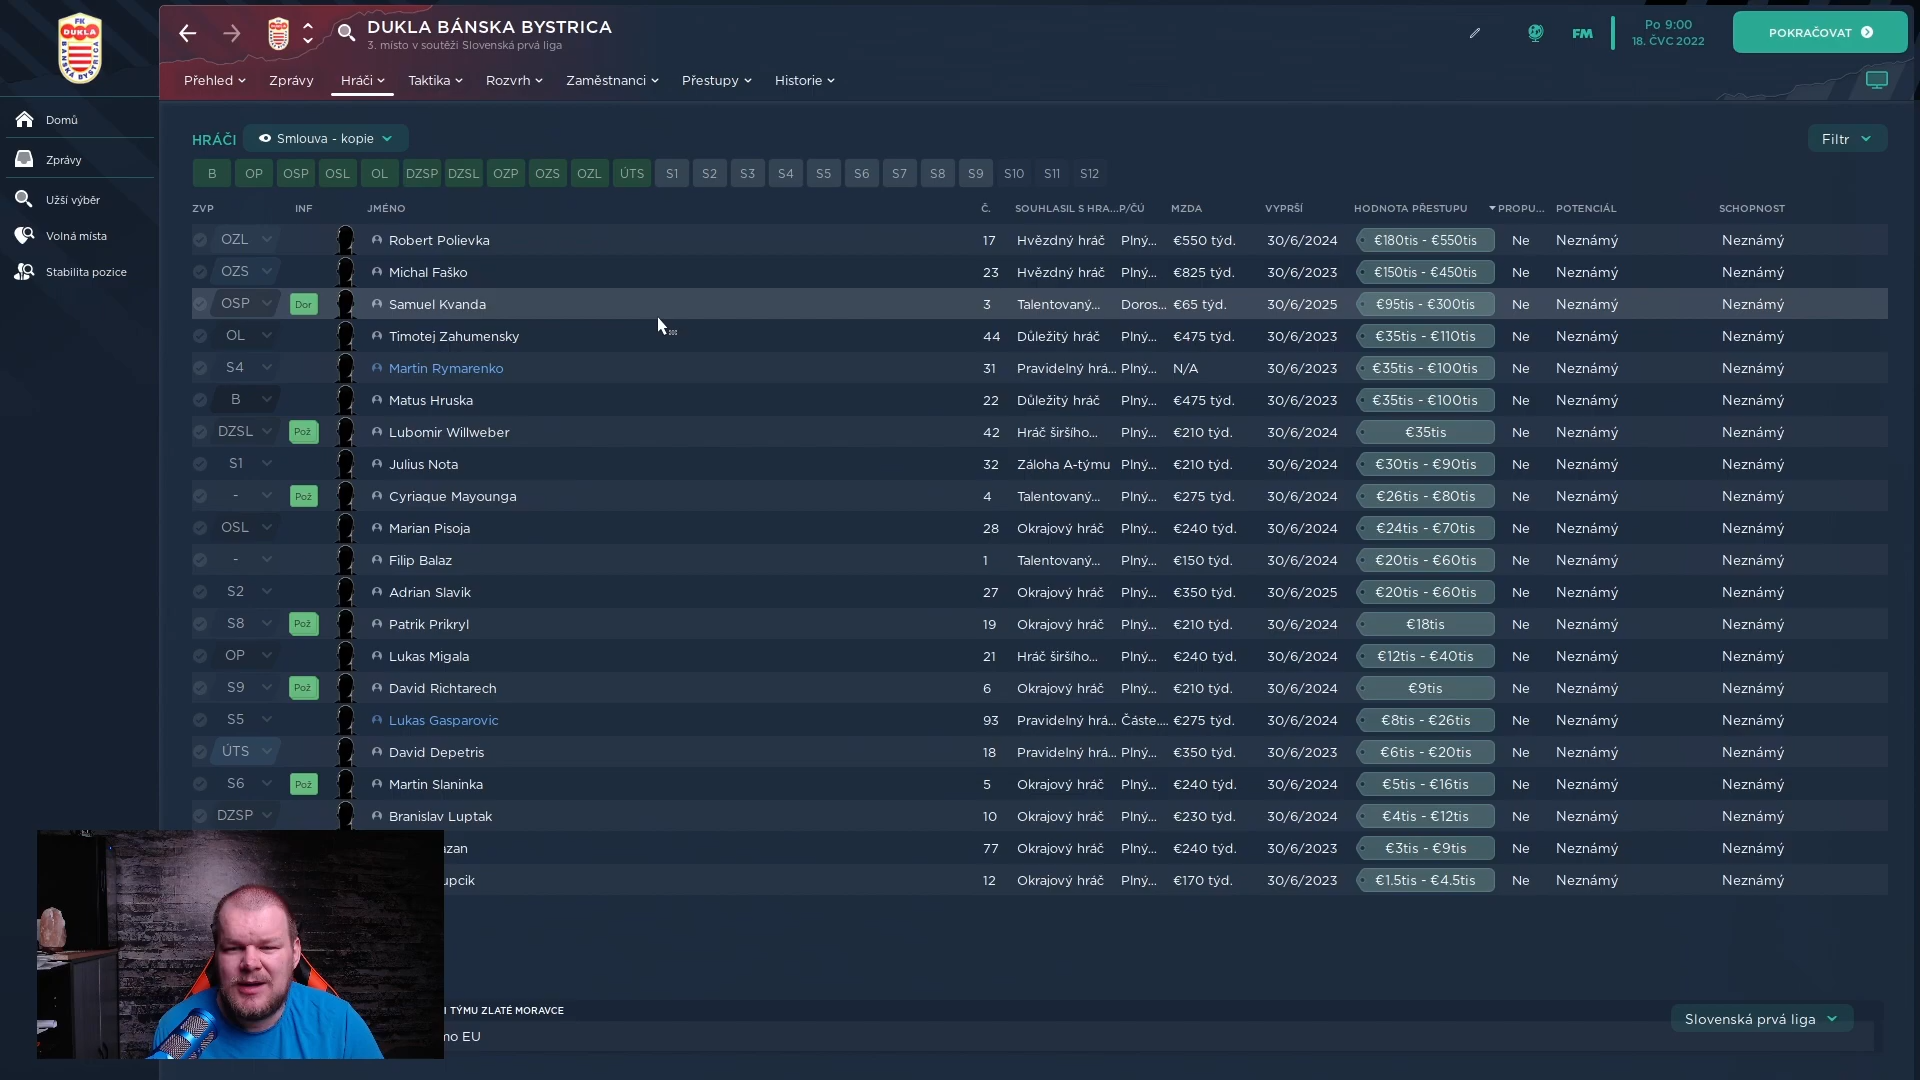 FK
DUKLA
BANSKÁ BYSTRICA
DUKLA BÁNSKA BYSTRICA
3. místo v soutěži Slovenská prvá liga
FM
Po 9:00
18. ČVC 2022
POKRAČOVAT
Přehled Zprávy Hráči Taktika Rozvrh Zaměstnanci Přestupy Historie
Domů
Zprávy
Užší výběr
Volná místa
Stabilita pozice
HRÁČI Smlouva - kopie Filtr
B OP OSP OSL OL DZSP DZSL OZP OZS OZL ÚTS S1 S2 S3 S4 S5 S6 S7 S8 S9 S10 S11 S12
ZVP INF JMÉNO Č. SOUHLASIL S HRA... P/ČÚ MZDA VYPRŠÍ HODNOTA PŘESTUPU PROPU... POTENCIÁL SCHOPNOST
OZL Robert Polievka 17 Hvězdný hráč Plný... €550 týd. 30/6/2024 €180tis - €550tis Ne Neznámý Neznámý
OZS Michal Faško 23 Hvězdný hráč Plný... €825 týd. 30/6/2023 €150tis - €450tis Ne Neznámý Neznámý
OSP Dor Samuel Kvanda 3 Talentovaný... Doros... €65 týd. 30/6/2025 €95tis - €300tis Ne Neznámý Neznámý
OL Timotej Zahumensky 44 Důležitý hráč Plný... €475 týd. 30/6/2023 €35tis - €110tis Ne Neznámý Neznámý
S4 Martin Rymarenko 31 Pravidelný hrá... Plný... N/A 30/6/2023 €35tis - €100tis Ne Neznámý Neznámý
B Matus Hruska 22 Důležitý hráč Plný... €475 týd. 30/6/2023 €35tis - €100tis Ne Neznámý Neznámý
DZSL Pož Lubomir Willweber 42 Hráč širšího... Plný... €210 týd. 30/6/2024 €35tis Ne Neznámý Neznámý
S1 Julius Nota 32 Záloha A-týmu Plný... €210 týd. 30/6/2024 €30tis - €90tis Ne Neznámý Neznámý
- Pož Cyriaque Mayounga 4 Talentovaný... Plný... €275 týd. 30/6/2024 €26tis - €80tis Ne Neznámý Neznámý
OSL Marian Pisoja 28 Okrajový hráč Plný... €240 týd. 30/6/2024 €24tis - €70tis Ne Neznámý Neznámý
- Filip Balaz 1 Talentovaný... Plný... €150 týd. 30/6/2024 €20tis - €60tis Ne Neznámý Neznámý
S2 Adrian Slavik 27 Okrajový hráč Plný... €350 týd. 30/6/2025 €20tis - €60tis Ne Neznámý Neznámý
S8 Pož Patrik Prikryl 19 Okrajový hráč Plný... €210 týd. 30/6/2024 €18tis Ne Neznámý Neznámý
OP Lukas Migala 21 Hráč širšího... Plný... €240 týd. 30/6/2024 €12tis - €40tis Ne Neznámý Neznámý
S9 Pož David Richtarech 6 Okrajový hráč Plný... €210 týd. 30/6/2024 €9tis Ne Neznámý Neznámý
S5 Lukas Gasparovic 93 Pravidelný hrá... Částe... €275 týd. 30/6/2024 €8tis - €26tis Ne Neznámý Neznámý
ÚTS David Depetris 18 Pravidelný hrá... Plný... €350 týd. 30/6/2023 €6tis - €20tis Ne Neznámý Neznámý
S6 Pož Martin Slaninka 5 Okrajový hráč Plný... €240 týd. 30/6/2024 €5tis - €16tis Ne Neznámý Neznámý
DZSP Branislav Luptak 10 Okrajový hráč Plný... €230 týd. 30/6/2024 €4tis - €12tis Ne Neznámý Neznámý
zan 77 Okrajový hráč Plný... €240 týd. 30/6/2023 €3tis - €9tis Ne Neznámý Neznámý
upcik 12 Okrajový hráč Plný... €170 týd. 30/6/2023 €1.5tis - €4.5tis Ne Neznámý Neznámý
I TÝMU ZLATÉ MORAVCE
mo EU
Slovenská prvá liga